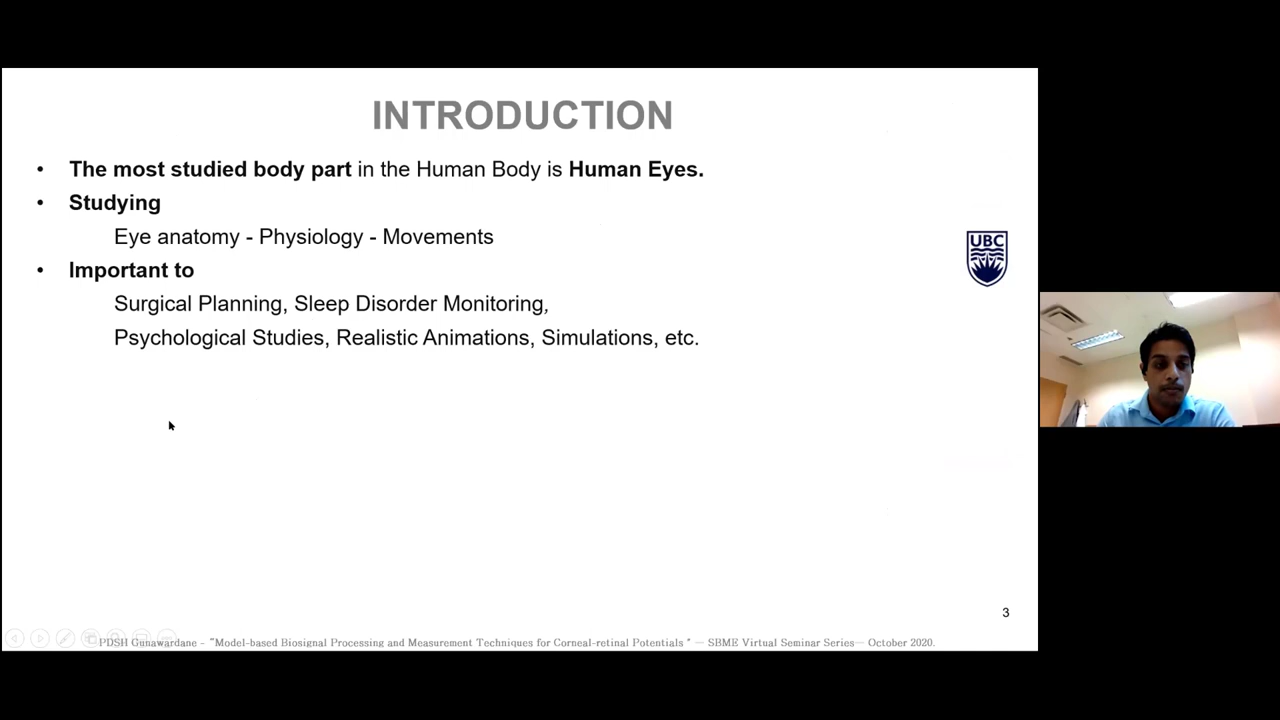 INTRODUCTION
• The most studied body part in the Human Body is Human Eyes.
• Studying
Eye anatomy - Physiology - Movements
• Important to
Surgical Planning, Sleep Disorder Monitoring,
Psychological Studies, Realistic Animations, Simulations, etc.
UBC
3
PDSH Gunawardane - "Model-based Biosignal Processing and Measurement Techniques for Corneal-retinal Potentials " — SBME Virtual Seminar Series— October 2020.